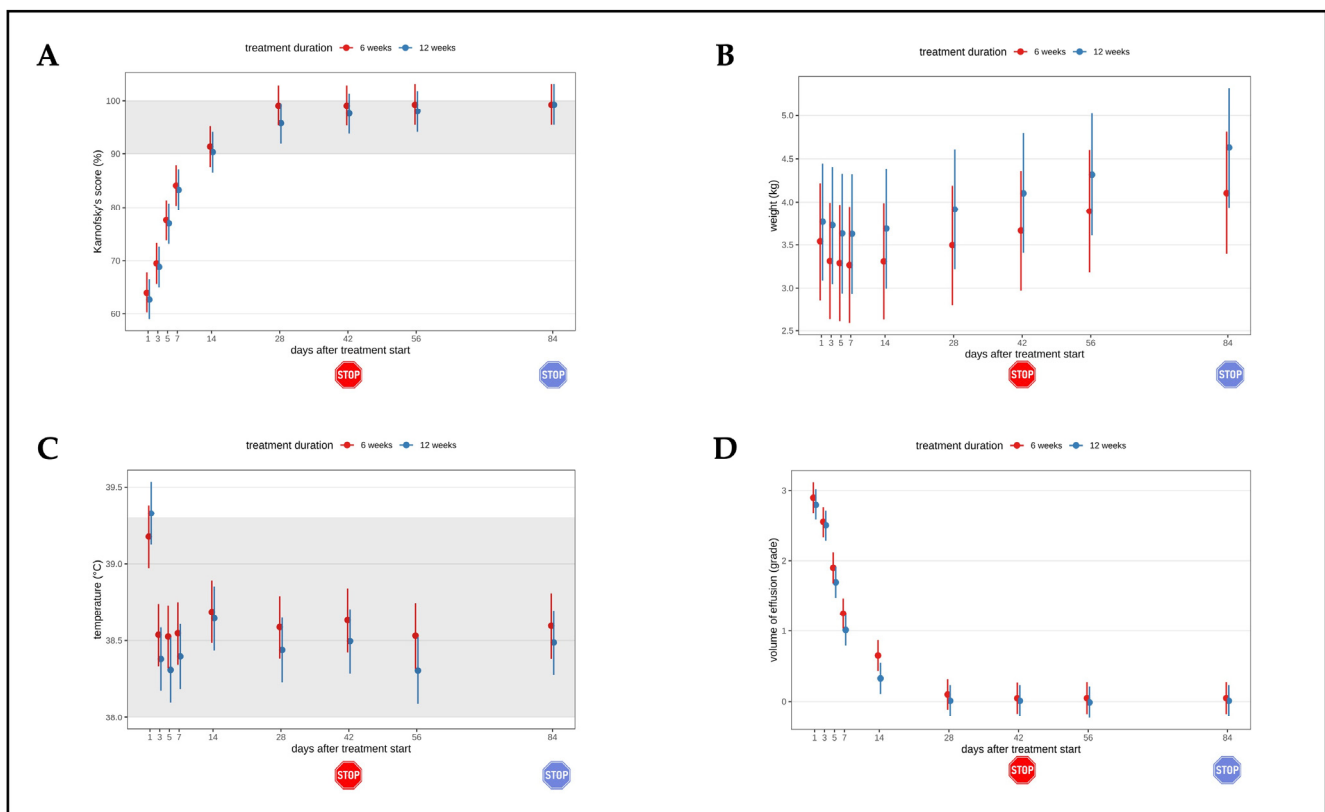 A
treatment duration 6 weeks 12 weeks
100
90
80
70
60
Karnofsky's score (%)
1 3 5 7 14 28 42 56 84
days after treatment start
STOP STOP
B
treatment duration 6 weeks 12 weeks
5.0
4.5
4.0
3.5
3.0
2.5
weight (kg)
1 3 5 7 14 28 42 56 84
days after treatment start
STOP STOP
C
treatment duration 6 weeks 12 weeks
39.5
39.0
38.5
38.0
temperature (°C)
1 3 5 7 14 28 42 56 84
days after treatment start
STOP STOP
D
treatment duration 6 weeks 12 weeks
3
2
1
0
volume of effusion (grade)
1 3 5 7 14 28 42 56 84
days after treatment start
STOP STOP